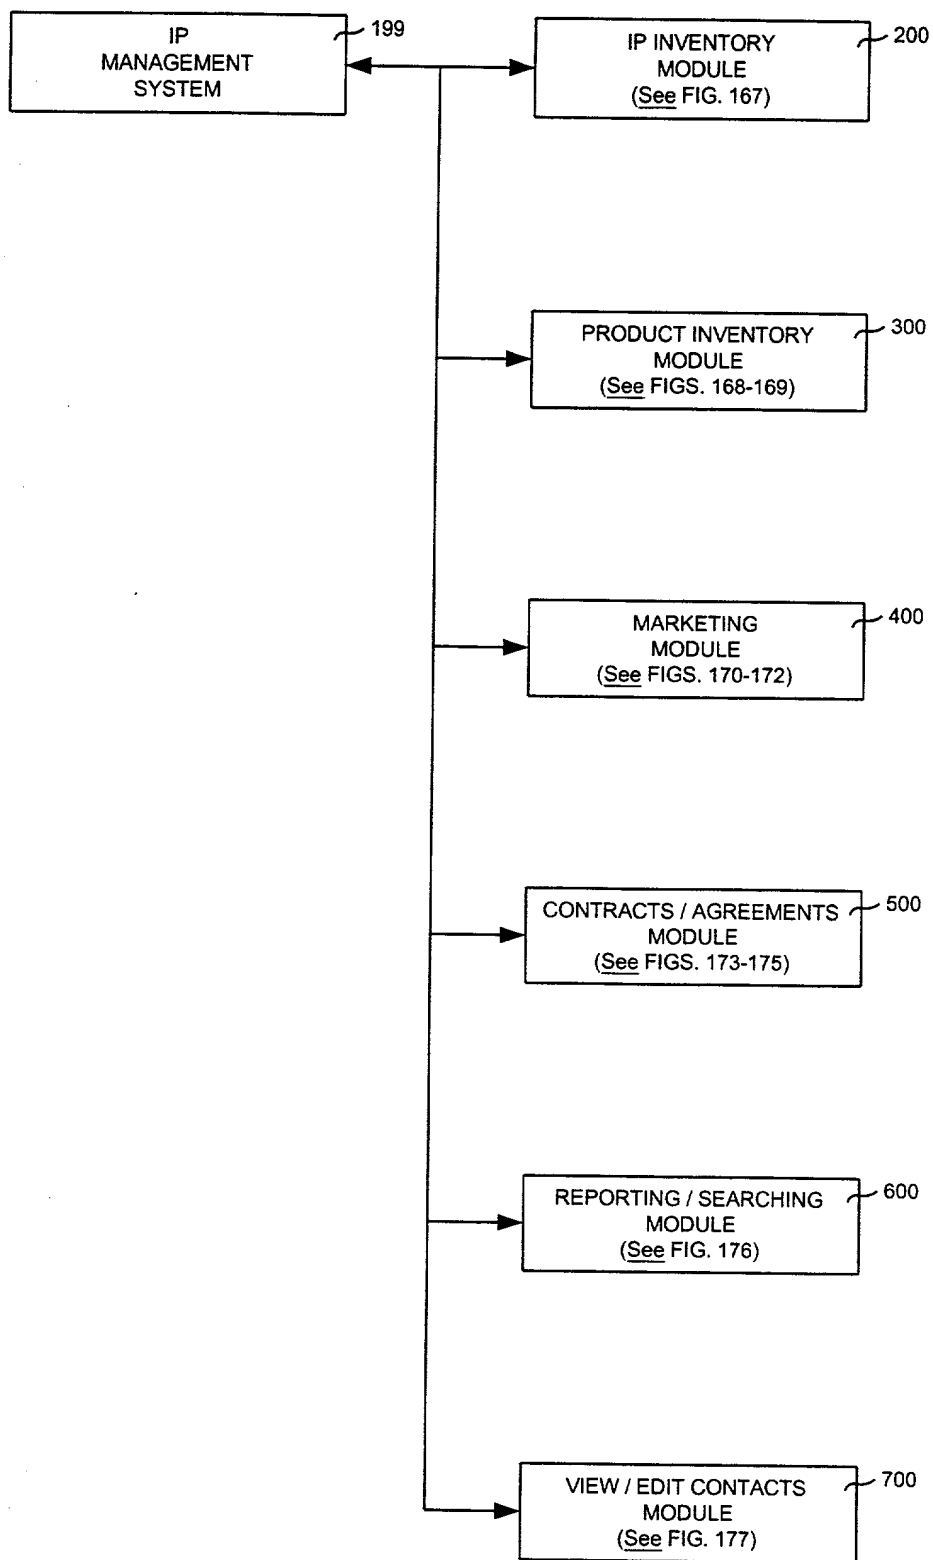 IP
MANAGEMENT
SYSTEM
199
IP INVENTORY
MODULE
(See FIG. 167)
200
PRODUCT INVENTORY
MODULE
(See FIGS. 168-169)
300
MARKETING
MODULE
(See FIGS. 170-172)
400
CONTRACTS / AGREEMENTS
MODULE
(See FIGS. 173-175)
500
REPORTING / SEARCHING
MODULE
(See FIG. 176)
600
VIEW / EDIT CONTACTS
MODULE
(See FIG. 177)
700